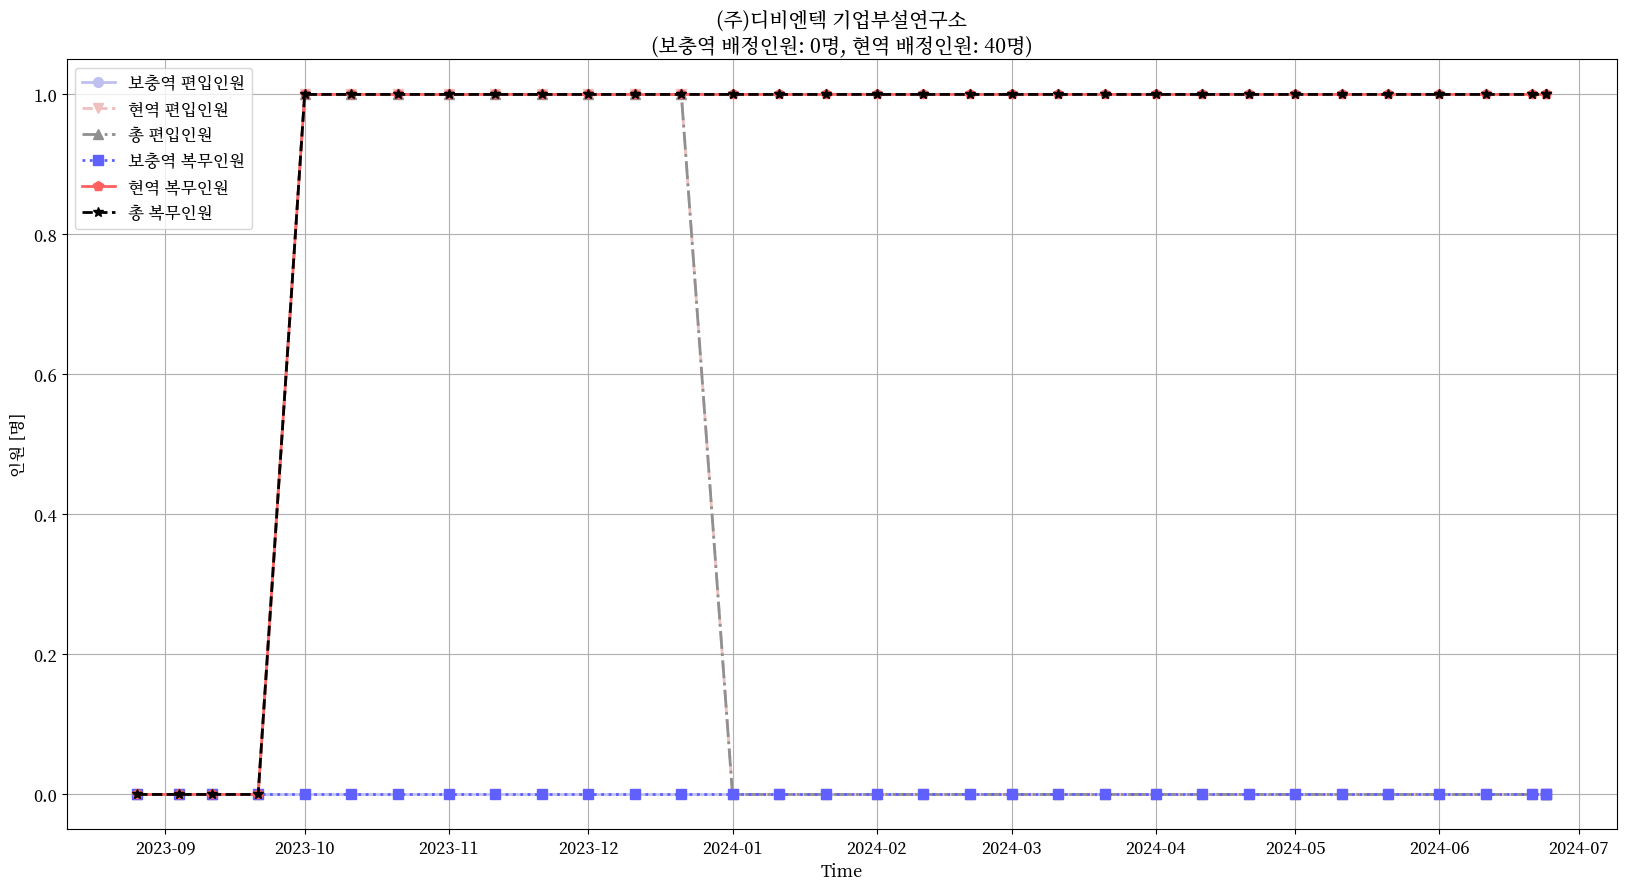 (주)디비엔텍 기업부설연구소
(보충역 배정인원: 0명, 현역 배정인원: 40명)
보충역 편입인원
현역 편입인원
총 편입인원
보충역 복무인원
현역 복무인원
총 복무인원
인원 [명]
1.0
0.8
0.6
0.4
0.2
0.0
2023-09 2023-10 2023-11 2023-12 2024-01 2024-02 2024-03 2024-04 2024-05 2024-06 2024-07
Time